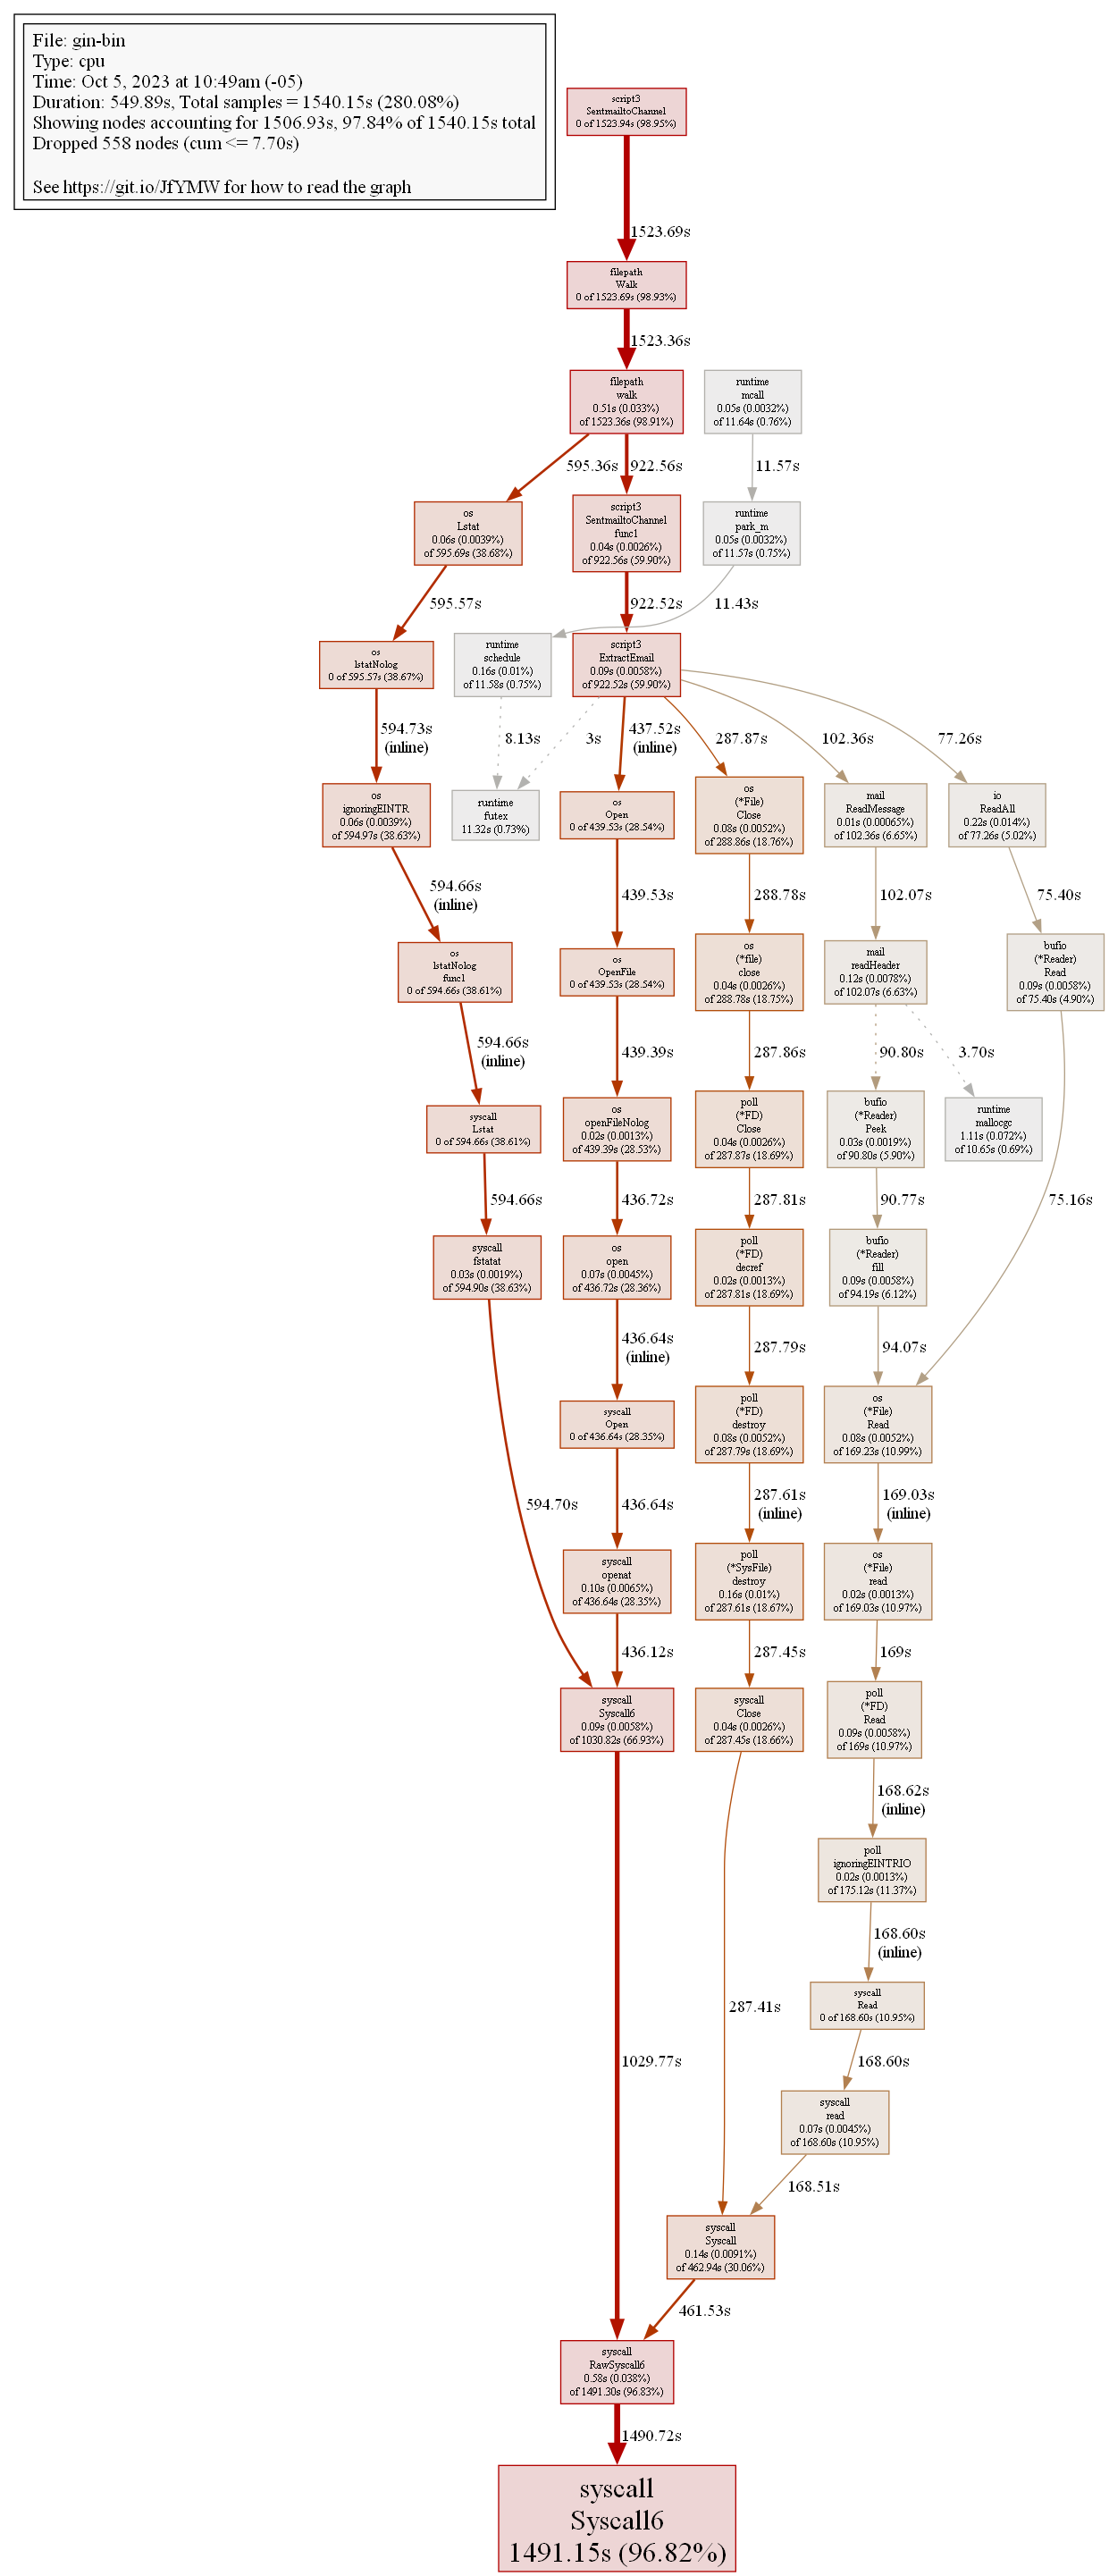 File: gin-bin
Type: cpu
Time: Oct 5, 2023 at 10:49am (-05)
Duration: 549.89s, Total samples = 1540.15s (280.08%)
Showing nodes accounting for 1506.93s, 97.84% of 1540.15s total
Dropped 558 nodes (cum <= 7.70s)
See https://git.io/JfYMW for how to read the graph
script3
SentmailtoChannel
0 of 1523.94s (98.95%)
1523.69s
filepath
Walk
0 of 1523.69s (98.93%)
1523.36s
filepath
walk
0.51s (0.033%)
of 1523.36s (98.91%)
runtime
mcall
0.05s (0.0032%)
of 11.64s (0.76%)
595.36s
922.56s
11.57s
os
Lstat
0.06s (0.0039%)
of 595.69s (38.68%)
script3
SentmailtoChannel
func1
0.04s (0.0026%)
of 922.56s (59.90%)
runtime
park_m
0.05s (0.0032%)
of 11.57s (0.75%)
595.57s
922.52s
11.43s
os
lstatNolog
0 of 595.57s (38.67%)
runtime
schedule
0.16s (0.01%)
of 11.58s (0.75%)
script3
ExtractEmail
0.09s (0.0058%)
of 922.52s (59.90%)
594.73s
(inline)
8.13s
3s
437.52s
(inline)
287.87s
102.36s
77.26s
os
ignoringEINTR
0.06s (0.0039%)
of 594.97s (38.63%)
runtime
futex
11.32s (0.73%)
os
Open
0 of 439.53s (28.54%)
os
(*File)
Close
0.08s (0.0052%)
of 288.86s (18.76%)
mail
ReadMessage
0.01s (0.00065%)
of 102.36s (6.65%)
io
ReadAll
0.22s (0.014%)
of 77.26s (5.02%)
594.66s
(inline)
439.53s
288.78s
102.07s
75.40s
os
lstatNolog
func1
0 of 594.66s (38.61%)
os
OpenFile
0 of 439.53s (28.54%)
os
(*file)
close
0.04s (0.0026%)
of 288.78s (18.75%)
mail
readHeader
0.12s (0.0078%)
of 102.07s (6.63%)
bufio
(*Reader)
Read
0.09s (0.0058%)
of 75.40s (4.90%)
594.66s
(inline)
439.39s
287.86s
90.80s
3.70s
syscall
Lstat
0 of 594.66s (38.61%)
os
openFileNolog
0.02s (0.0013%)
of 439.39s (28.53%)
poll
(*FD)
Close
0.04s (0.0026%)
of 287.87s (18.69%)
bufio
(*Reader)
Peek
0.03s (0.0019%)
of 90.80s (5.90%)
runtime
mallocgc
1.11s (0.072%)
of 10.65s (0.69%)
594.66s
436.72s
287.81s
90.77s
75.16s
syscall
fstatat
0.03s (0.0019%)
of 594.90s (38.63%)
os
open
0.07s (0.0045%)
of 436.72s (28.36%)
poll
(*FD)
decref
0.02s (0.0013%)
of 287.81s (18.69%)
bufio
(*Reader)
fill
0.09s (0.0058%)
of 94.19s (6.12%)
436.64s
(inline)
287.79s
94.07s
syscall
Open
0 of 436.64s (28.35%)
poll
(*FD)
destroy
0.08s (0.0052%)
of 287.79s (18.69%)
os
(*File)
Read
0.08s (0.0052%)
of 169.23s (10.99%)
594.70s
436.64s
287.61s
(inline)
169.03s
(inline)
syscall
openat
0.10s (0.0065%)
of 436.64s (28.35%)
poll
(*SysFile)
destroy
0.16s (0.01%)
of 287.61s (18.67%)
os
(*File)
read
0.02s (0.0013%)
of 169.03s (10.97%)
436.12s
287.45s
169s
syscall
Syscall6
0.09s (0.0058%)
of 1030.82s (66.93%)
syscall
Close
0.04s (0.0026%)
of 287.45s (18.66%)
poll
(*FD)
Read
0.09s (0.0058%)
of 169s (10.97%)
168.62s
(inline)
poll
ignoringEINTRIO
0.02s (0.0013%)
of 175.12s (11.37%)
168.60s
(inline)
syscall
Read
0 of 168.60s (10.95%)
287.41s
1029.77s
168.60s
syscall
read
0.07s (0.0045%)
of 168.60s (10.95%)
168.51s
syscall
Syscall
0.14s (0.0091%)
of 462.94s (30.06%)
461.53s
syscall
RawSyscall6
0.58s (0.038%)
of 1491.30s (96.83%)
1490.72s
syscall
Syscall6
1491.15s (96.82%)